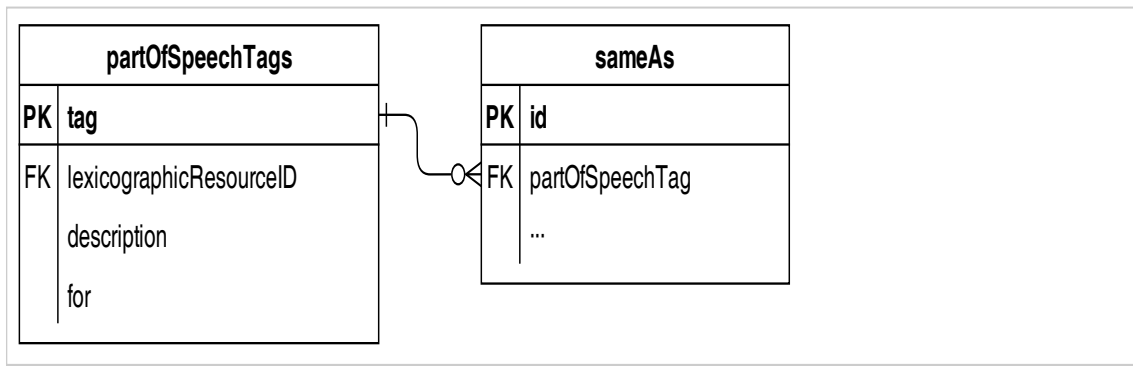 partOfSpeechTags
PK tag
FK lexicographicResourceID
description
for
sameAs
PK id
FK partOfSpeechTag
...